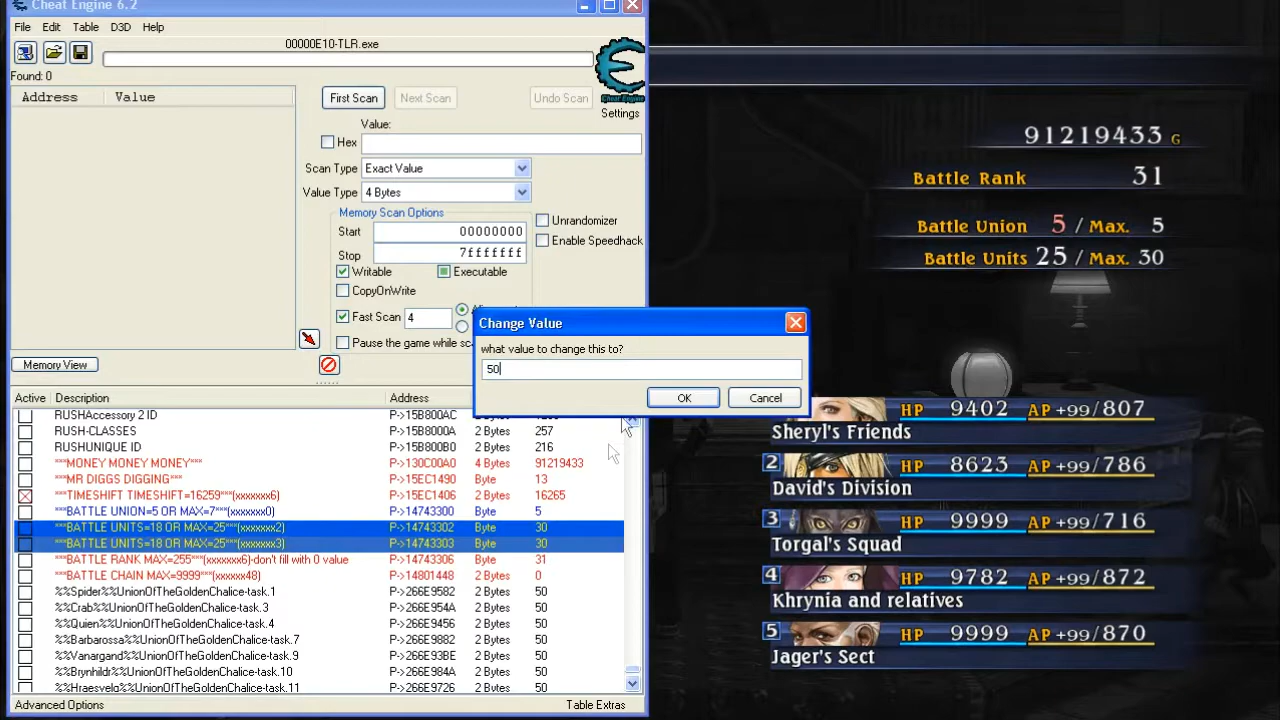 Cheat Engine 6.2
File Edit Table D3D Help
00000E10-TLR.exe
Found: 0
Address Value
First Scan Next Scan Undo Scan
Cheat Engine
Settings
Value:
Hex
Scan Type Exact Value
Value Type 4 Bytes
Memory Scan Options
Start 00000000
Stop 7fffffff
Unrandomizer
Enable Speedhack
Writable Executable
CopyOnWrite
Fast Scan 4
Pause the game while
Memory View
Change Value
what value to change this to?
50
OK Cancel
Active Address
RUSHAccessory 2 ID P->15B800AC 2 Bytes
RUSH-CLASSES P->15B8000A 2 Bytes 257
RUSHUNIQUE ID P->15B800B0 2 Bytes 216
***MONEY MONEY MONEY*** P->130C00A0 4 Bytes 91219433
***MR DIGGS DIGGING*** P->15EC1490 Byte 13
***TIMESHIFT TIMESHIFT=16259***(xxxxxxx6) P->15EC1406 2 Bytes 16265
***BATTLE UNION=5 OR MAX=7***(xxxxxxx0) P->14743300 Byte 5
***BATTLE UNITS=18 OR MAX=25***(xxxxxxx2) P->14743302 Byte 30
***BATTLE UNITS=18 OR MAX=25***(xxxxxxx3) P->14743303 Byte 30
***BATTLE RANK MAX=255***(xxxxxxx6)-don't fill with 0 value P->14743306 Byte 31
***BATTLE CHAIN MAX=9999***(xxxxxx48) P->14801448 2 Bytes 0
%%Spider%%UnionOfTheGoldenChalice-task.1 P->266E9582 2 Bytes 50
%%Crab%%UnionOfTheGoldenChalice-task.3 P->266E954A 2 Bytes 50
%%Quien%%UnionOfTheGoldenChalice-task.4 P->266E9456 2 Bytes 50
%%Barbarossa%%UnionOfTheGoldenChalice-task.7 P->266E9882 2 Bytes 50
%%Vanargand%%UnionOfTheGoldenChalice-task.9 P->266E93BE 2 Bytes 50
%%Brynhildr%%UnionOfTheGoldenChalice-task.10 P->266E984A 2 Bytes 50
%%Hraesvelg%%UnionOfTheGoldenChalice-task.11 P->266E9726 2 Bytes 50
Advanced Options Table Extras
91219433 G
Battle Rank 31
Battle Union 5 / Max. 5
Battle Units 25 / Max. 30
HP 9402 AP +99/807
Sheryl's Friends
2 HP 8623 AP +99/786
David's Division
3 HP 9999 AP +99/716
Torgal's Squad
4 HP 9782 AP +99/872
Khrynia and relatives
5 HP 9999 AP +99/870
Jager's Sect